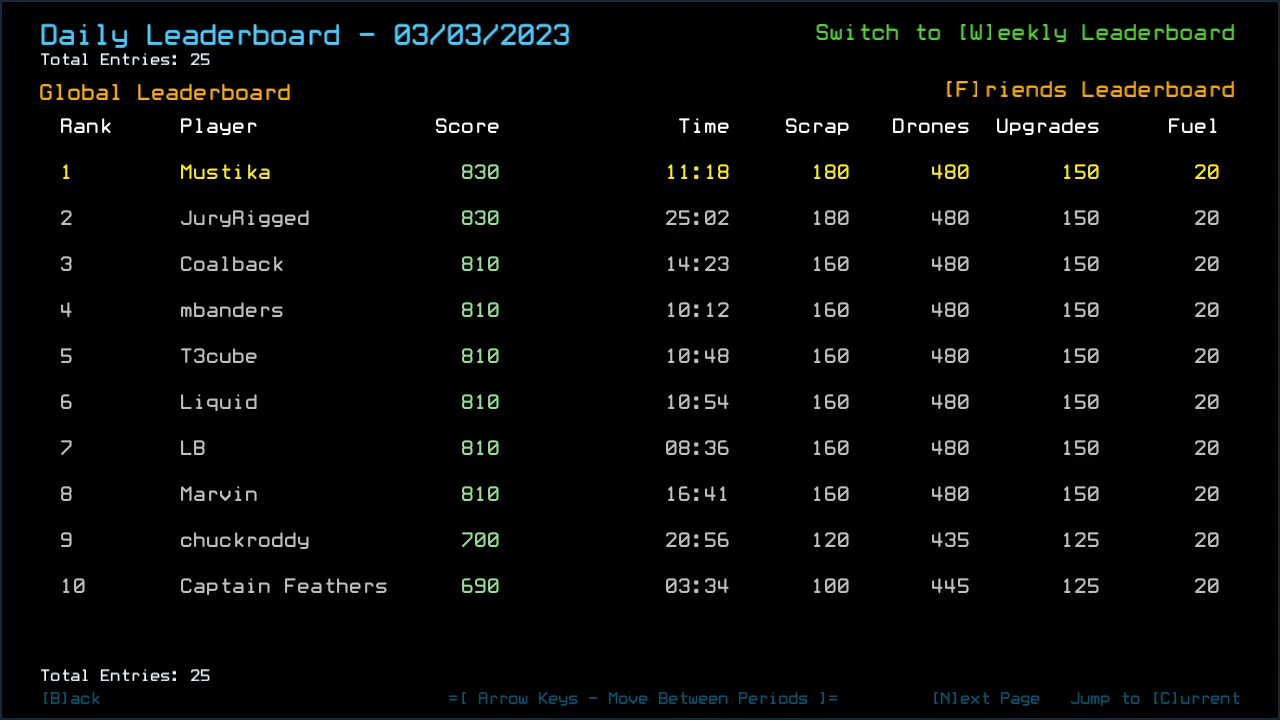 Daily Leaderboard - 03/03/2023 Switch to [W]eekly Leaderboard
Total Entries: 25
Global Leaderboard [F]riends Leaderboard
Rank Player Score Time Scrap Drones Upgrades Fuel
1 Mustika 830 11:18 180 480 150 20
2 JuryRigged 830 25:02 180 480 150 20
3 Coalback 810 14:23 160 480 150 20
4 mbanders 810 10:12 160 480 150 20
5 T3cube 810 10:48 160 480 150 20
6 Liquid 810 10:54 160 480 150 20
7 LB 810 08:36 160 480 150 20
8 Marvin 810 16:41 160 480 150 20
9 chuckroddy 700 20:56 120 435 125 20
10 Captain Feathers 690 03:34 100 445 125 20
Total Entries: 25
[B]ack =[ Arrow Keys - Move Between Periods ]= [N]ext Page Jump to [C]urrent